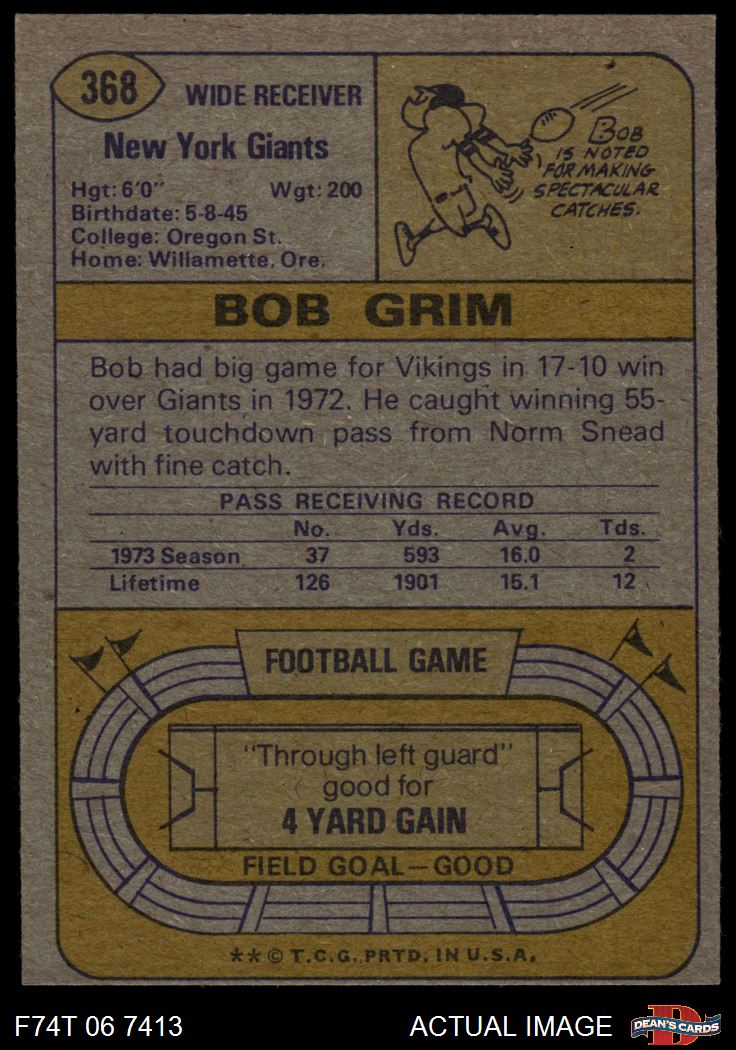 368
WIDE RECEIVER
New York Giants
Hgt: 6'0" Wgt: 200
Birthdate: 5-8-45
College: Oregon St.
Home: Willamette, Ore.
BOB
IS NOTED
FOR MAKING
SPECTACULAR
CATCHES.
BOB GRIM
Bob had big game for Vikings in 17-10 win
over Giants in 1972. He caught winning 55-
yard touchdown pass from Norm Snead
with fine catch.
PASS RECEIVING RECORD
No. Yds. Avg. Tds.
1973 Season 37 593 16.0 2
Lifetime 126 1901 15.1 12
FOOTBALL GAME
"Through left guard"
good for
4 YARD GAIN
FIELD GOAL—GOOD
** © T.C.G. PRTD. IN U.S.A.
F74T 06 7413 ACTUAL IMAGE
DEAN'S CARDS